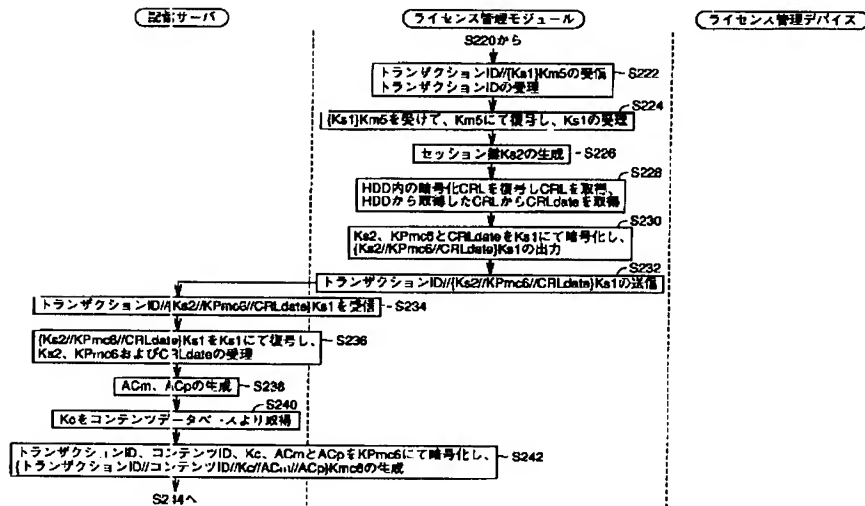 配信サーバ
ライセンス管理モジュール
ライセンス管理デバイス
S220から
トランザクションID//{Ks1}Km5の受信
トランザクションIDの受理
S222
S224
{Ks1}Km5を受けて、Km5にて復号し、Ks1の受理
セッション鍵Ks2の生成
S226
S228
HDD内の暗号化CRLを復号しCRLを取得、
HDDから取得したCRLからCRLdateを取得
S230
Ks2、KPmc6とCRLdateをKs1にて暗号化し、
{Ks2//KPmc6//CRLdate}Ks1の出力
S232
トランザクションID//{Ks2//KPmc6//CRLdate}Ks1の送信
トランザクションID//{Ks2//KPmc6//CRLdate}Ks1を受信
S234
{Ks2//KPmc6//CRLdate}Ks1をKs1にて復号し、
Ks2、KPmc6およびCRLdateの受理
S236
ACm、ACpの生成
S238
S240
Kcをコンテンツデータベースより取得
トランザクションID、コンテンツID、Kc、ACmとACpをKPmc6にて暗号化し、
{トランザクションID//コンテンツID//Kc//ACm//ACp}Kmc6の生成
S242
S244へ